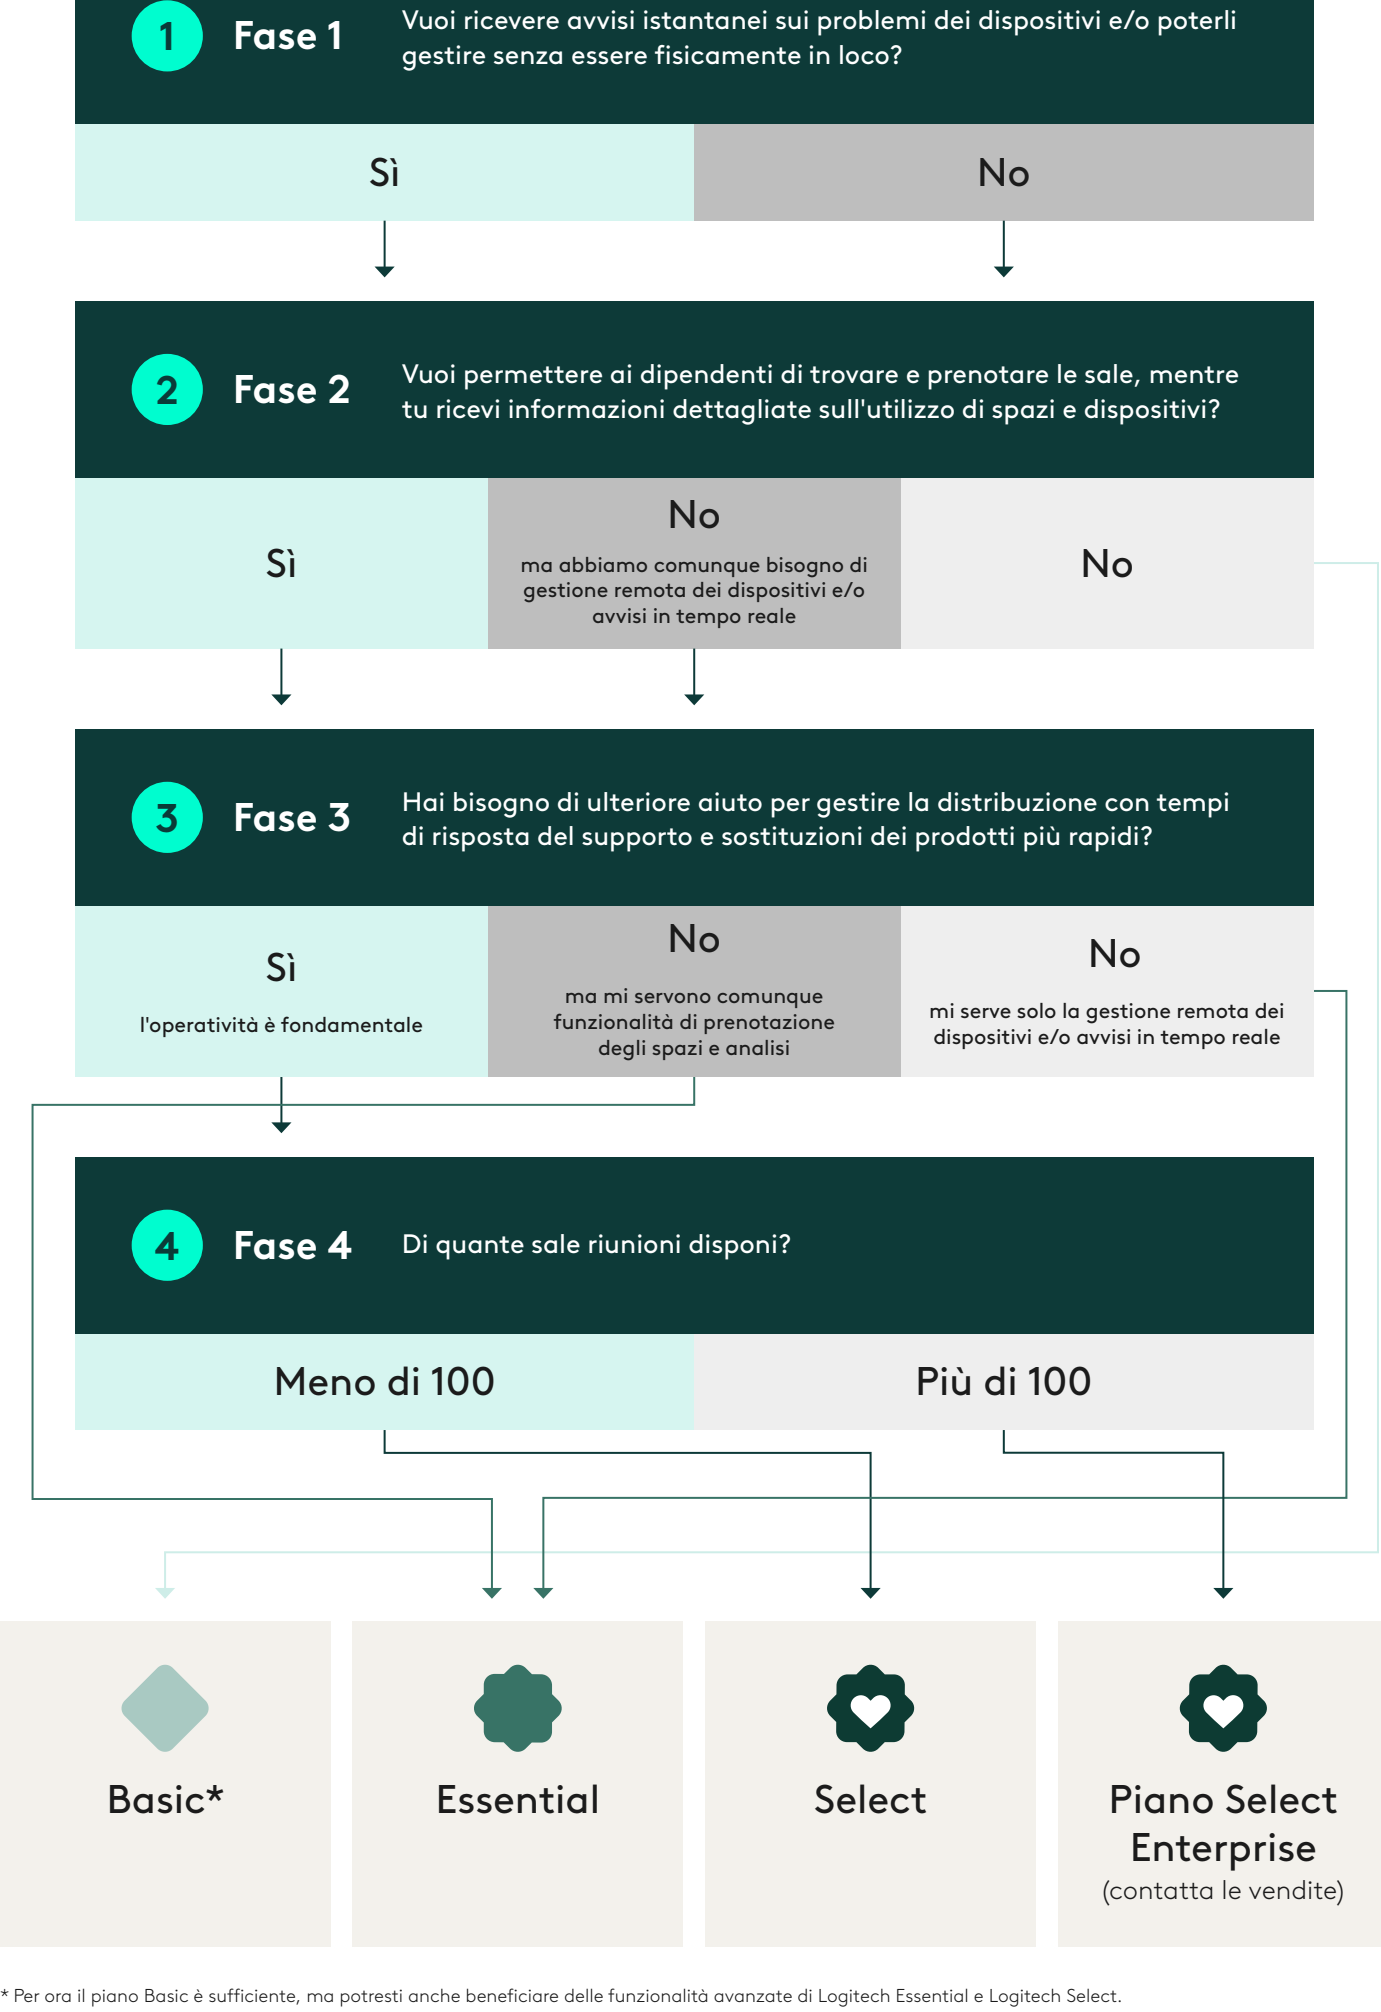 1
Fase 1
Vuoi ricevere avvisi istantanei sui problemi dei dispositivi e/o poterli
gestire senza essere fisicamente in loco?
Sì
No
2
Fase 2
Vuoi permettere ai dipendenti di trovare e prenotare le sale, mentre
tu ricevi informazioni dettagliate sull'utilizzo di spazi e dispositivi?
Sì
No
ma abbiamo comunque bisogno di
gestione remota dei dispositivi e/o
avvisi in tempo reale
No
3
Fase 3
Hai bisogno di ulteriore aiuto per gestire la distribuzione con tempi
di risposta del supporto e sostituzioni dei prodotti più rapidi?
Sì
l'operatività è fondamentale
No
ma mi servono comunque
funzionalità di prenotazione
degli spazi e analisi
No
mi serve solo la gestione remota dei
dispositivi e/o avvisi in tempo reale
4
Fase 4
Di quante sale riunioni disponi?
Meno di 100
Più di 100
Basic*
Essential
Select
Piano Select
Enterprise
(contatta le vendite)
* Per ora il piano Basic è sufficiente, ma potresti anche beneficiare delle funzionalità avanzate di Logitech Essential e Logitech Select.